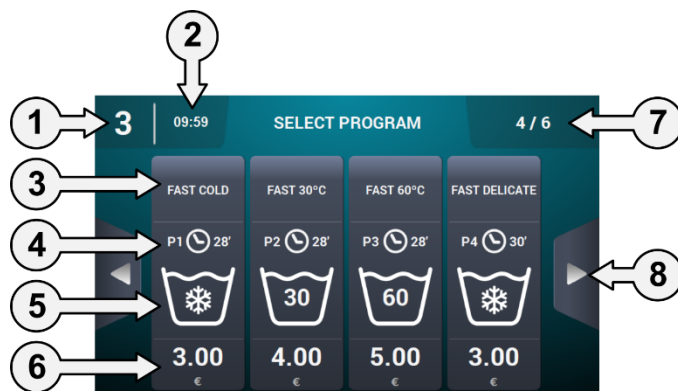 2
1
3
09:59
SELECT PROGRAM
4 / 6
7
3
FAST COLD
FAST 30ºC
FAST 60ºC
FAST DELICATE
4
P1 28'
P2 28'
P3 28'
P4 30'
5
30
60
8
6
3.00
4.00
5.00
3.00
€
€
€
€